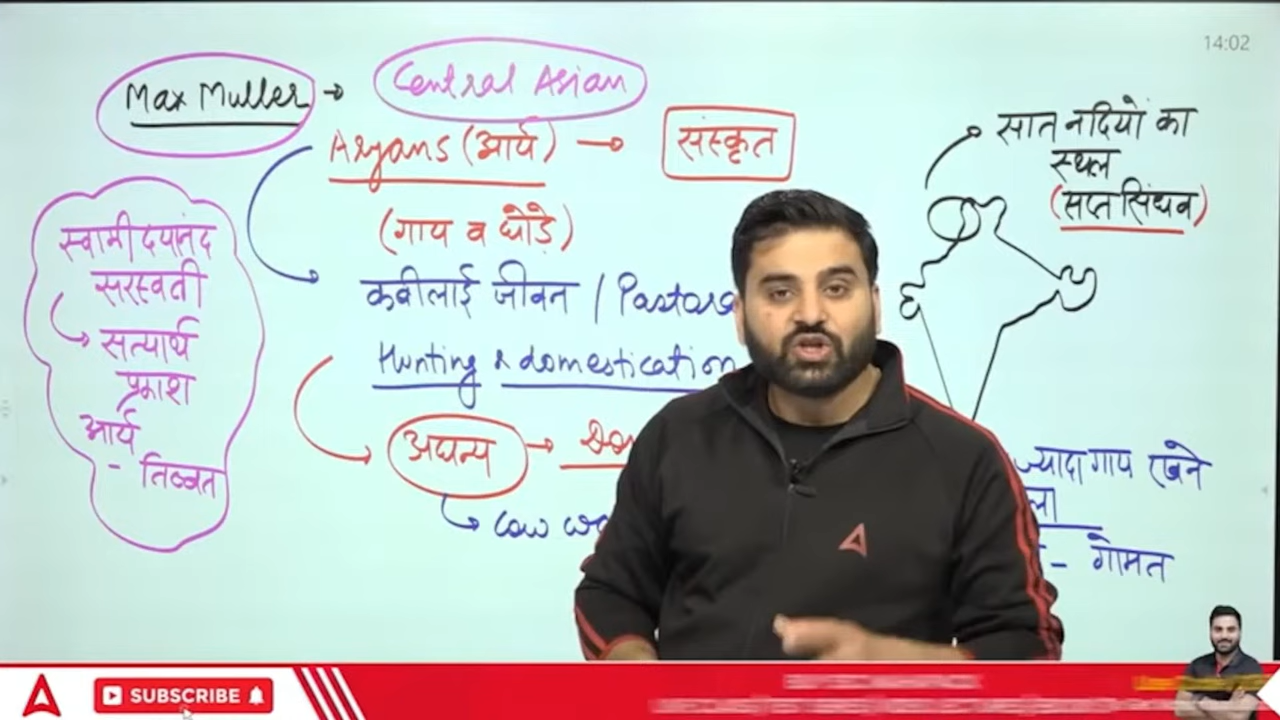 14:02
Max Muller → Central Asian
Aryans (आर्य) → संस्कृत
(गाय व घोडे)
कबीलाई जीवन /
Hunting & domestication
अघन्य →
cow
स्वामी दयानंद
सरस्वती
सत्यार्थ
प्रकाश
आर्य
- तिब्बत
सात नदियों का
स्थल
(सप्त सिंधव)
ज्यादा गाय रखने
- गोमत
SUBSCRIBE